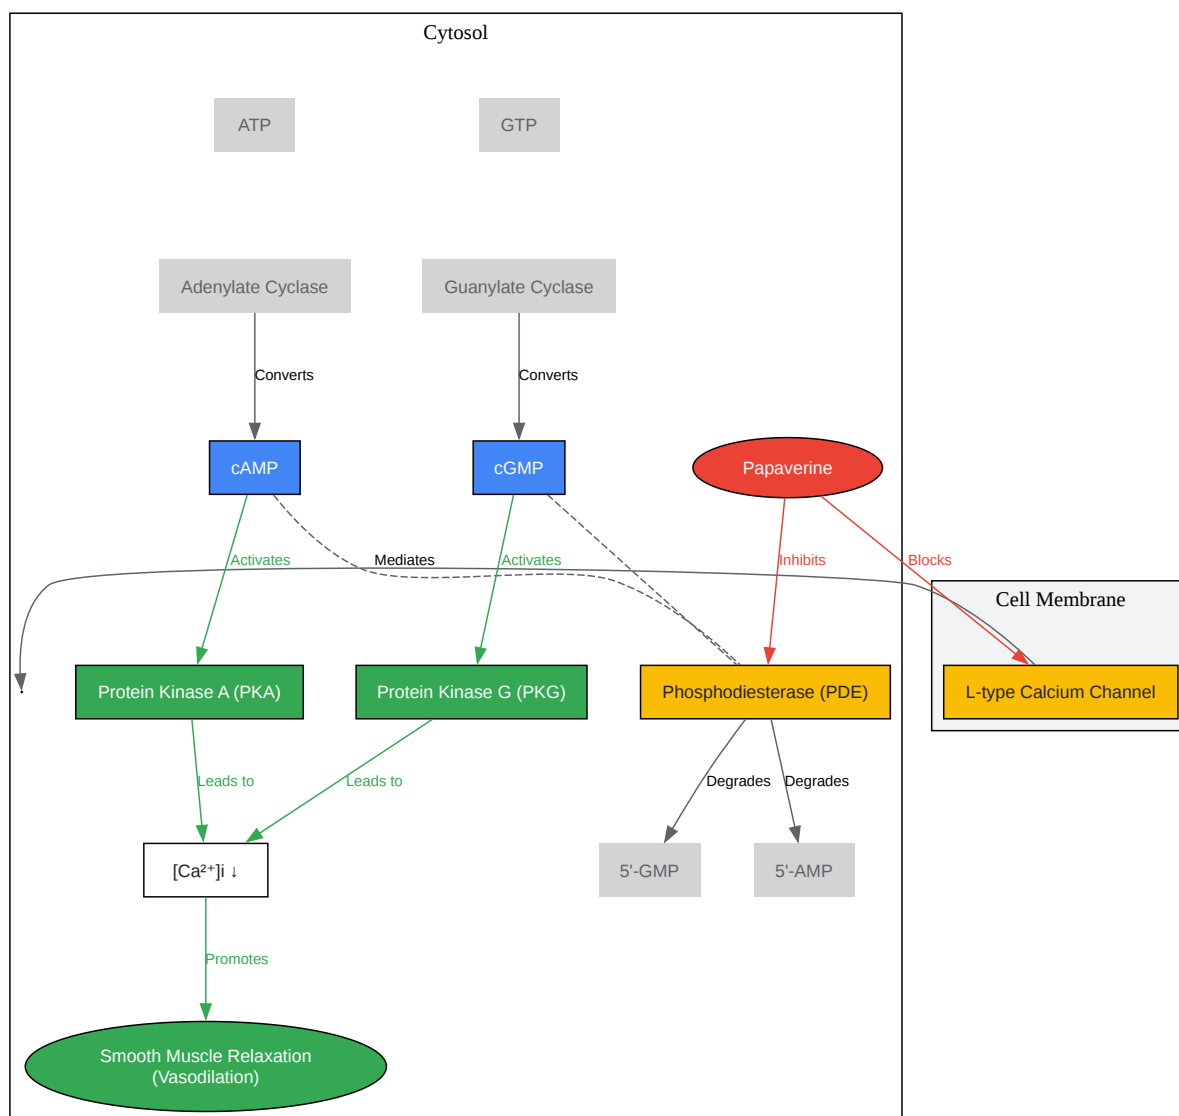 Cytosol
ATP
GTP
Adenylate Cyclase
Guanylate Cyclase
Converts
Converts
cAMP
cGMP
Papaverine
Activates
Mediates
Activates
Inhibits
Blocks
Cell Membrane
Protein Kinase A (PKA)
Protein Kinase G (PKG)
Phosphodiesterase (PDE)
L-type Calcium Channel
Leads to
Leads to
Degrades
Degrades
[Ca²⁺]i ↓
5'-GMP
5'-AMP
Promotes
Smooth Muscle Relaxation
(Vasodilation)